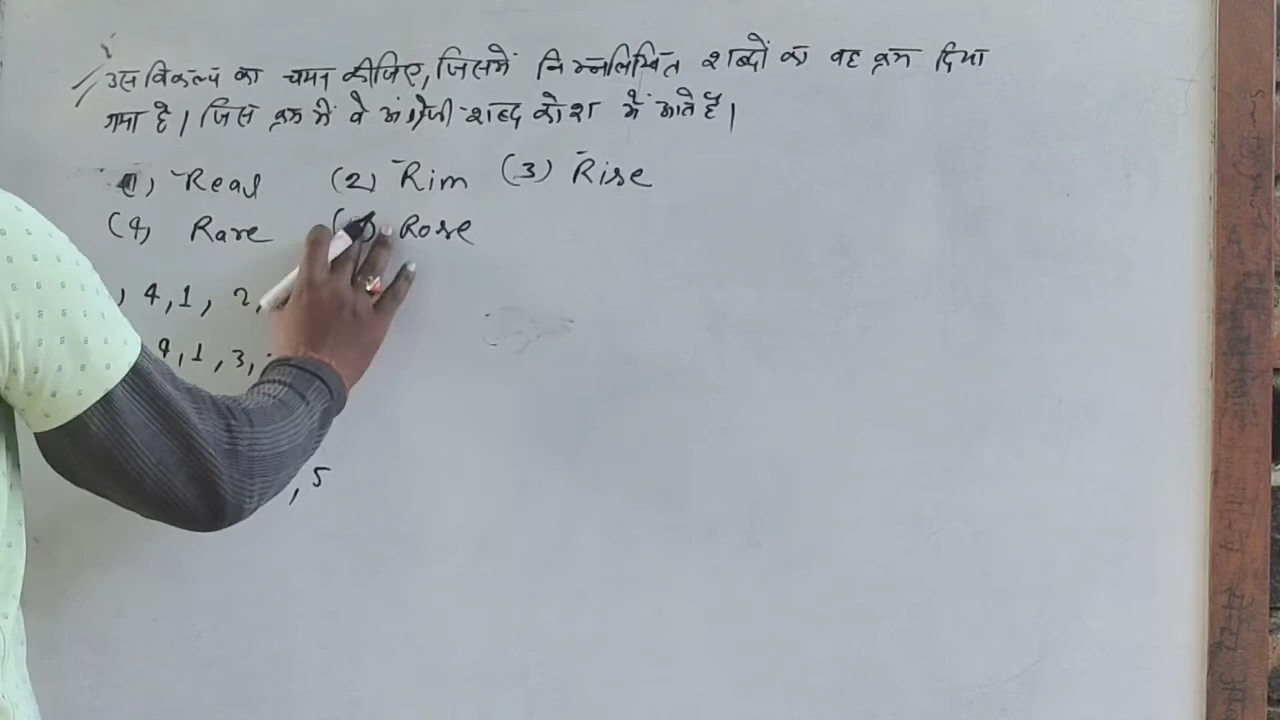 उस विकल्प का चयन कीजिए, जिसमें निम्नलिखित शब्दों का वह क्रम दिया
गया है। जिस क्रम में वे अंग्रेजी शब्द कोश में आते हैं।
(1) Real (2) Rim (3) Rise
(4) Rare Rose
, 4, 1, 2,
4, 1, 3,
, 5